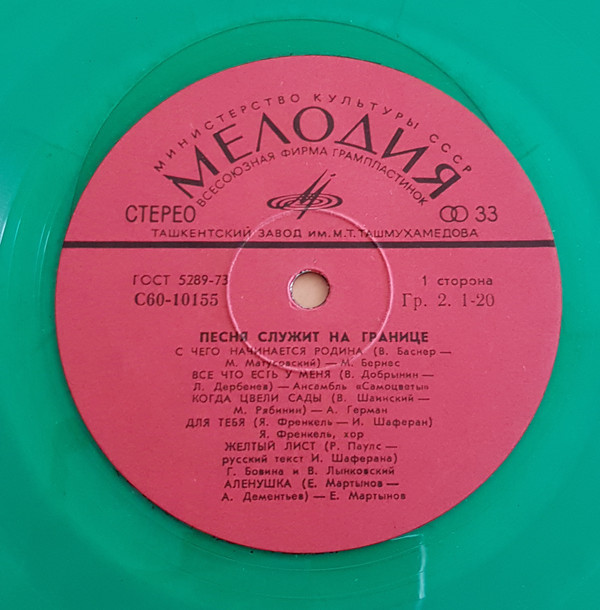 МИНИСТЕРСТВО КУЛЬТУРЫ СССР
МЕЛОДИЯ
ВСЕСОЮЗНАЯ ФИРМА ГРАМПЛАСТИНОК
СТЕРЕО
33
ТАШКЕНТСКИЙ ЗАВОД ИМ. М.Т. ТАШМУХАМЕДОВА
ГОСТ 5289-73
1 сторона
С60-10155
Гр. 2. 1-20
ПЕСНЯ СЛУЖИТ НА ГРАНИЦЕ
С ЧЕГО НАЧИНАЕТСЯ РОДИНА (В. Баснер —
М. Матусовский) — М. Бернес
ВСЕ ЧТО ЕСТЬ У МЕНЯ (В. Добрынин —
Л. Дербенев) — Ансамбль «Самоцветы»
КОГДА ЦВЕЛИ САДЫ (В. Шаинский —
М. Рябинин) — А. Герман
ДЛЯ ТЕБЯ (Я. Френкель — И. Шаферан)
Я. Френкель, хор
ЖЕЛТЫЙ ЛИСТ (Р. Паулс —
русский текст И. Шаферана)
Г. Бовина и В. Лынковский
АЛЕНУШКА (Е. Мартынов —
А. Дементьев) — Е. Мартынов